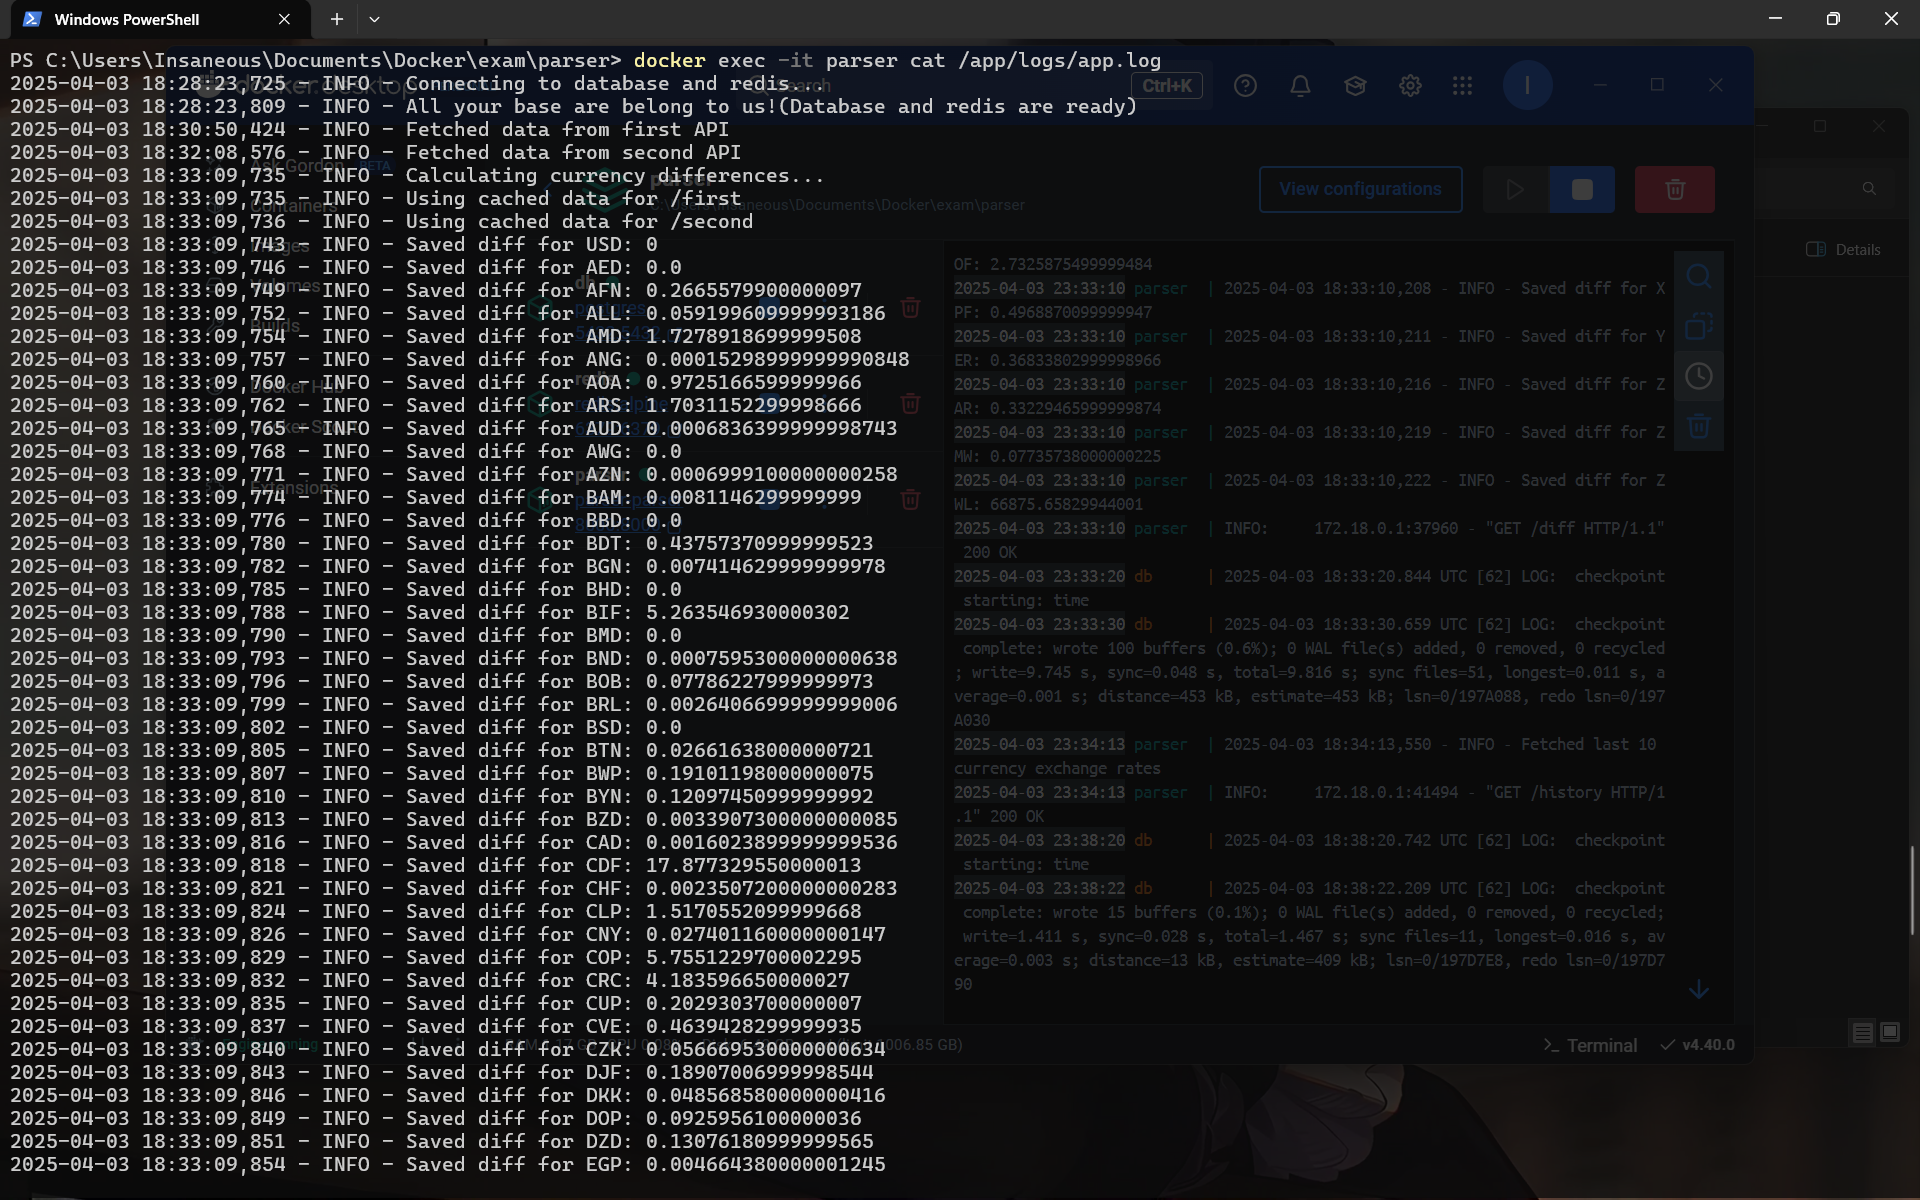 Windows PowerShell
PS C:\Users\Insaneous\Documents\Docker\exam\parser> docker exec -it parser cat /app/logs/app.log
2025-04-03 18:28:23,725 - INFO - Connecting to database and redis...
2025-04-03 18:28:23,809 - INFO - All your base are belong to us!(Database and redis are ready)
2025-04-03 18:30:50,424 - INFO - Fetched data from first API
2025-04-03 18:32:08,576 - INFO - Fetched data from second API
2025-04-03 18:33:09,735 - INFO - Calculating currency differences...
2025-04-03 18:33:09,735 - INFO - Using cached data for /first
2025-04-03 18:33:09,736 - INFO - Using cached data for /second
2025-04-03 18:33:09,743 - INFO - Saved diff for USD: 0
2025-04-03 18:33:09,746 - INFO - Saved diff for AED: 0.0
2025-04-03 18:33:09,749 - INFO - Saved diff for AFN: 0.26655579900000097
2025-04-03 18:33:09,752 - INFO - Saved diff for ALL: 0.059199609999993186
2025-04-03 18:33:09,754 - INFO - Saved diff for AMD: 1.7278918699999508
2025-04-03 18:33:09,757 - INFO - Saved diff for ANG: 0.00015298999999990848
2025-04-03 18:33:09,760 - INFO - Saved diff for AOA: 0.9725166599999966
2025-04-03 18:33:09,762 - INFO - Saved diff for ARS: 1.7031152299998666
2025-04-03 18:33:09,765 - INFO - Saved diff for AUD: 0.0006836399999998743
2025-04-03 18:33:09,768 - INFO - Saved diff for AWG: 0.0
2025-04-03 18:33:09,771 - INFO - Saved diff for AZN: 0.0006999100000000258
2025-04-03 18:33:09,774 - INFO - Saved diff for BAM: 0.008114629999999​9
2025-04-03 18:33:09,776 - INFO - Saved diff for BBD: 0.0
2025-04-03 18:33:09,780 - INFO - Saved diff for BDT: 0.43757370999999523
2025-04-03 18:33:09,782 - INFO - Saved diff for BGN: 0.007414629999999978
2025-04-03 18:33:09,785 - INFO - Saved diff for BHD: 0.0
2025-04-03 18:33:09,788 - INFO - Saved diff for BIF: 5.263546930000302
2025-04-03 18:33:09,790 - INFO - Saved diff for BMD: 0.0
2025-04-03 18:33:09,793 - INFO - Saved diff for BND: 0.0007595300000000638
2025-04-03 18:33:09,796 - INFO - Saved diff for BOB: 0.07786227999999973
2025-04-03 18:33:09,799 - INFO - Saved diff for BRL: 0.0026406699999999006
2025-04-03 18:33:09,802 - INFO - Saved diff for BSD: 0.0
2025-04-03 18:33:09,805 - INFO - Saved diff for BTN: 0.02661638000000721
2025-04-03 18:33:09,807 - INFO - Saved diff for BWP: 0.19101198000000075
2025-04-03 18:33:09,810 - INFO - Saved diff for BYN: 0.12097450999999992
2025-04-03 18:33:09,813 - INFO - Saved diff for BZD: 0.0033907300000000085
2025-04-03 18:33:09,816 - INFO - Saved diff for CAD: 0.0016023899999999536
2025-04-03 18:33:09,818 - INFO - Saved diff for CDF: 17.877329550000013
2025-04-03 18:33:09,821 - INFO - Saved diff for CHF: 0.0023507200000000283
2025-04-03 18:33:09,824 - INFO - Saved diff for CLP: 1.5170552099999668
2025-04-03 18:33:09,826 - INFO - Saved diff for CNY: 0.027401160000000147
2025-04-03 18:33:09,829 - INFO - Saved diff for COP: 5.7551229700002295
2025-04-03 18:33:09,832 - INFO - Saved diff for CRC: 4.183596650000027
2025-04-03 18:33:09,835 - INFO - Saved diff for CUP: 0.2029303700000007
2025-04-03 18:33:09,837 - INFO - Saved diff for CVE: 0.4639428299999935
2025-04-03 18:33:09,840 - INFO - Saved diff for CZK: 0.056669530000000634
2025-04-03 18:33:09,843 - INFO - Saved diff for DJF: 0.18907006999998544
2025-04-03 18:33:09,846 - INFO - Saved diff for DKK: 0.048568580000000416
2025-04-03 18:33:09,849 - INFO - Saved diff for DOP: 0.0925956100000036
2025-04-03 18:33:09,851 - INFO - Saved diff for DZD: 0.13076180999999565
2025-04-03 18:33:09,854 - INFO - Saved diff for EGP: 0.004664380000001245
Ctrl+K
View configurations
Details
OF: 2.7325875499999484
2025-04-03 23:33:10 parser | 2025-04-03 18:33:10,208 - INFO - Saved diff for X
PF: 0.4968870099999947
2025-04-03 23:33:10 parser | 2025-04-03 18:33:10,211 - INFO - Saved diff for Y
ER: 0.36833802999998966
2025-04-03 23:33:10 parser | 2025-04-03 18:33:10,216 - INFO - Saved diff for Z
AR: 0.33229465999999874
2025-04-03 23:33:10 parser | 2025-04-03 18:33:10,219 - INFO - Saved diff for Z
MW: 0.07735738000000225
2025-04-03 23:33:10 parser | 2025-04-03 18:33:10,222 - INFO - Saved diff for Z
WL: 66875.65829944001
2025-04-03 23:33:10 parser | INFO: 172.18.0.1:37960 - "GET /diff HTTP/1.1"
200 OK
2025-04-03 23:33:20 db | 2025-04-03 18:33:20.844 UTC [62] LOG: checkpoint
starting: time
2025-04-03 23:33:30 db | 2025-04-03 18:33:30.659 UTC [62] LOG: checkpoint
complete: wrote 100 buffers (0.6%); 0 WAL file(s) added, 0 removed, 0 recycled
; write=9.745 s, sync=0.048 s, total=9.816 s; sync files=51, longest=0.011 s, a
verage=0.001 s; distance=453 kB, estimate=453 kB; lsn=0/197A088, redo lsn=0/197
A030
2025-04-03 23:34:13 parser | 2025-04-03 18:34:13,550 - INFO - Fetched last 10
currency exchange rates
2025-04-03 23:34:13 parser | INFO: 172.18.0.1:41494 - "GET /history HTTP/1
.1" 200 OK
2025-04-03 23:38:20 db | 2025-04-03 18:38:20.742 UTC [62] LOG: checkpoint
starting: time
2025-04-03 23:38:22 db | 2025-04-03 18:38:22.209 UTC [62] LOG: checkpoint
complete: wrote 15 buffers (0.1%); 0 WAL file(s) added, 0 removed, 0 recycled;
write=1.411 s, sync=0.028 s, total=1.467 s; sync files=11, longest=0.016 s, av
erage=0.003 s; distance=13 kB, estimate=409 kB; lsn=0/197D7E8, redo lsn=0/197D7
90
Terminal
v4.40.0